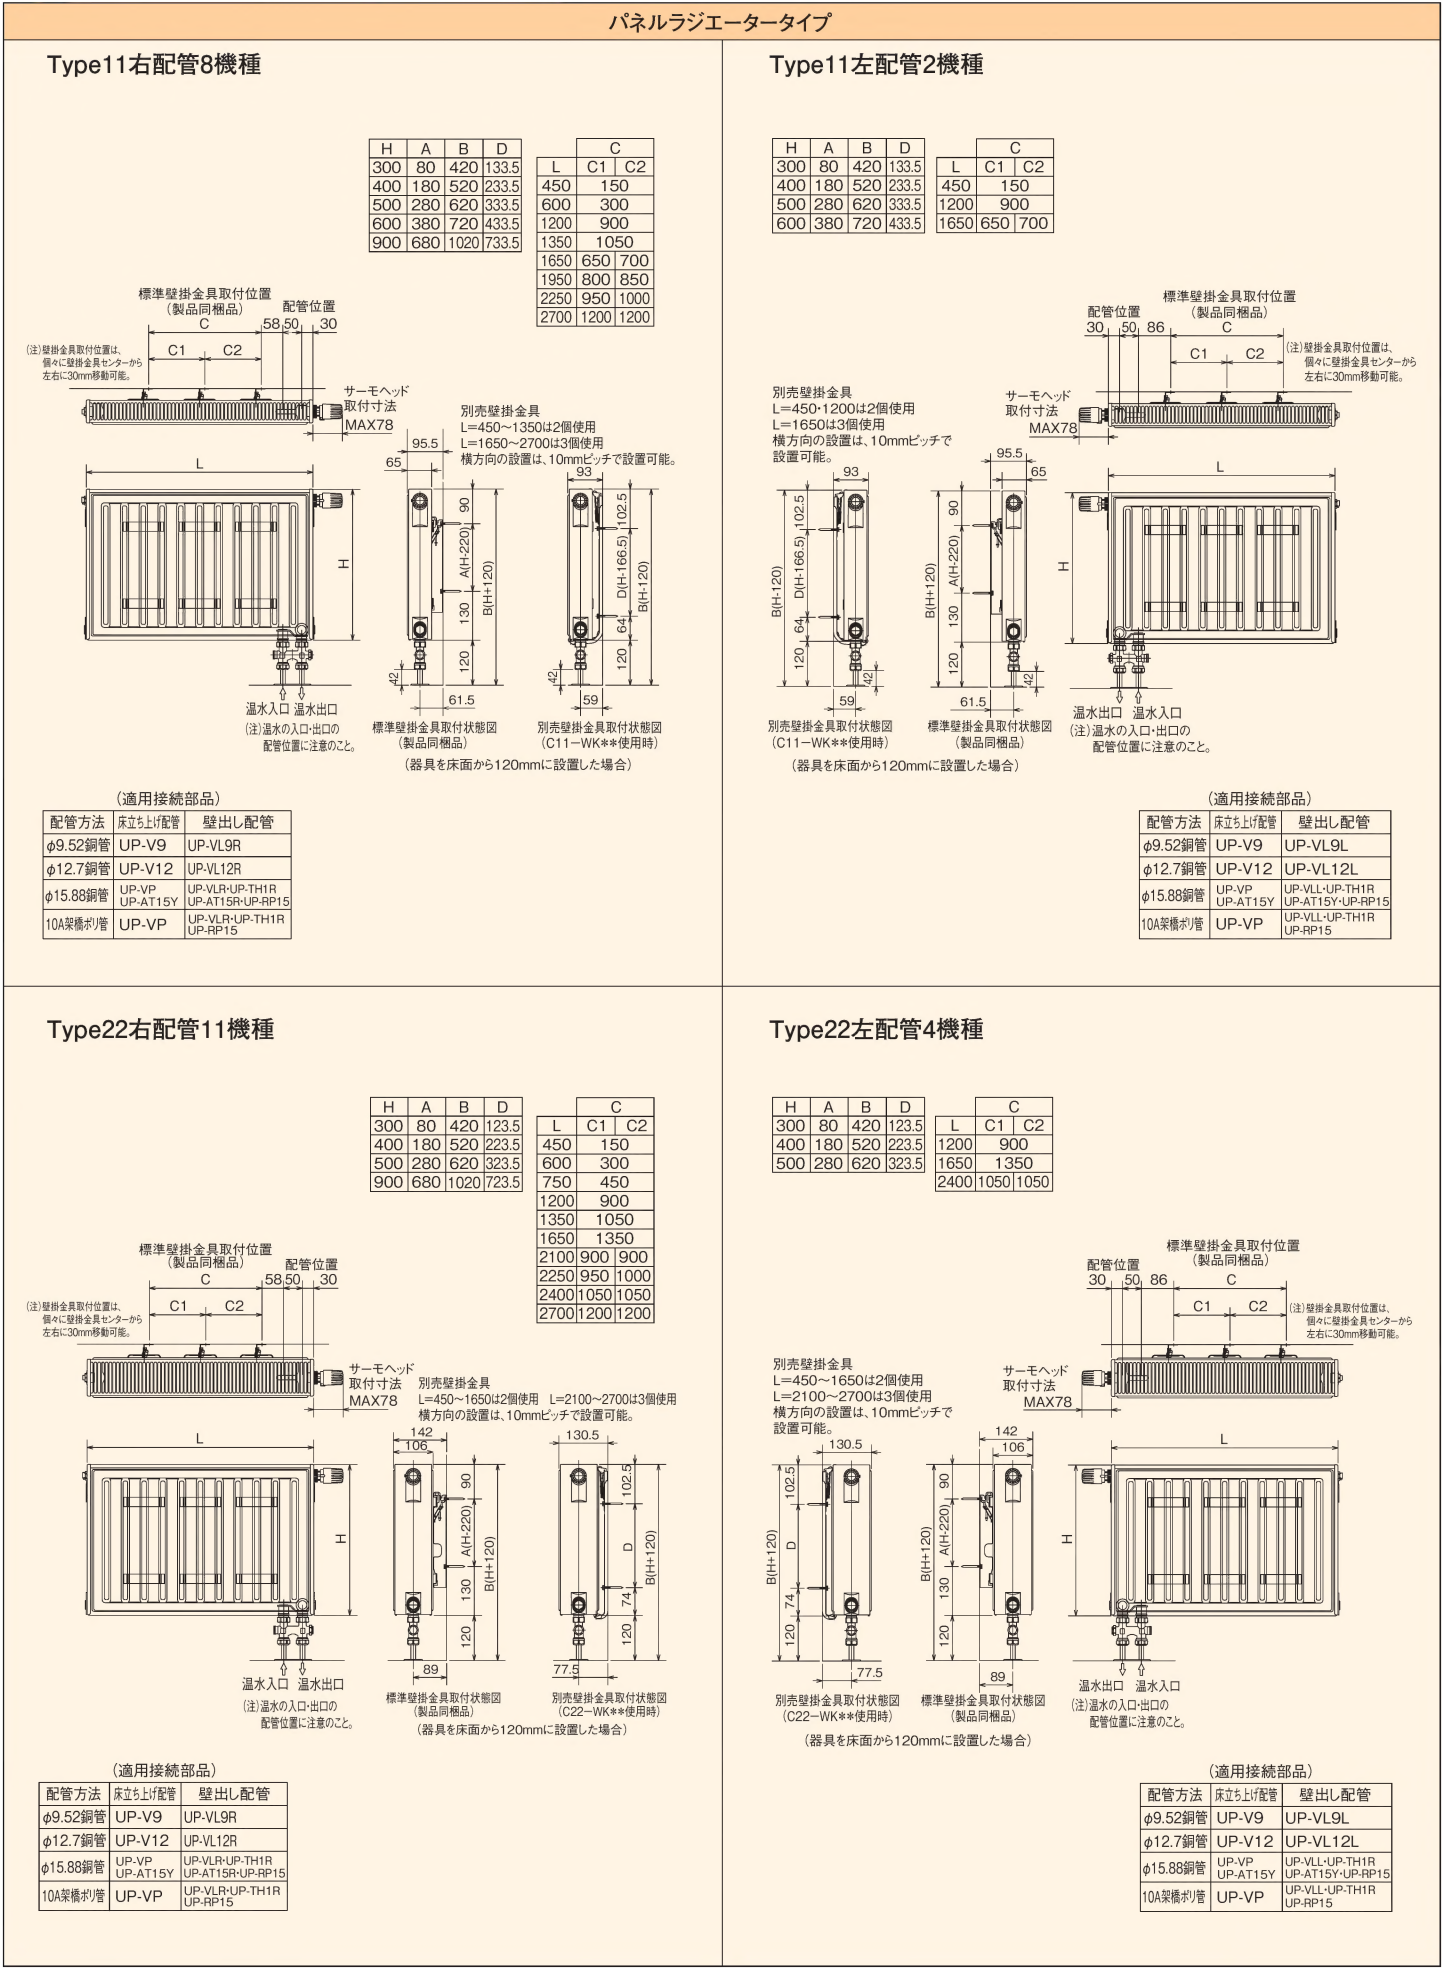 パネルラジエータータイプ
Type11右配管8機種
H A B D
300 80 420 133.5
400 180 520 233.5
500 280 620 333.5
600 380 720 433.5
900 680 1020 733.5
C
L C1 C2
450 150
600 300
1200 900
1350 1050
1650 650 700
1950 800 850
2250 950 1000
2700 1200 1200
標準壁掛金具取付位置
(製品同梱品)
配管位置
C 58 50 30
C1 C2
(注)壁掛金具取付位置は、
個々に壁掛金具センターから
左右に30mm移動可能。
サーモヘッド
取付寸法
MAX78
別売壁掛金具
L=450〜1350は2個使用
L=1650〜2700は3個使用
横方向の設置は、10mmピッチで設置可能。
L
H
95.5
65
90
A(H-220)
130
B(H+120)
120
42
61.5
93
102.5
D(H-166.5)
64
B(H-120)
120
42
59
温水入口 温水出口
(注)温水の入口・出口の
配管位置に注意のこと。
標準壁掛金具取付状態図
(製品同梱品)
別売壁掛金具取付状態図
(C11−WK**使用時)
(器具を床面から120mmに設置した場合)
(適用接続部品)
配管方法 床立ち上げ配管 壁出し配管
φ9.52銅管 UP-V9 UP-VL9R
φ12.7銅管 UP-V12 UP-VL12R
φ15.88銅管 UP-VP UP-AT15Y UP-VLR・UP-TH1R UP-AT15R・UP-RP15
10A架橋ポリ管 UP-VP UP-VLR・UP-TH1R UP-RP15
Type11左配管2機種
H A B D
300 80 420 133.5
400 180 520 233.5
500 280 620 333.5
600 380 720 433.5
C
L C1 C2
450 150
1200 900
1650 650 700
標準壁掛金具取付位置
(製品同梱品)
配管位置
30 50 86 C
C1 C2
(注)壁掛金具取付位置は、
個々に壁掛金具センターから
左右に30mm移動可能。
サーモヘッド
取付寸法
MAX78
別売壁掛金具
L=450・1200は2個使用
L=1650は3個使用
横方向の設置は、10mmピッチで
設置可能。
93
102.5
D(H-166.5)
64
B(H-120)
120
42
59
95.5
65
90
A(H-220)
130
B(H+120)
120
42
61.5
L
H
温水出口 温水入口
(注)温水の入口・出口の
配管位置に注意のこと。
別売壁掛金具取付状態図
(C11−WK**使用時)
標準壁掛金具取付状態図
(製品同梱品)
(器具を床面から120mmに設置した場合)
(適用接続部品)
配管方法 床立ち上げ配管 壁出し配管
φ9.52銅管 UP-V9 UP-VL9L
φ12.7銅管 UP-V12 UP-VL12L
φ15.88銅管 UP-VP UP-AT15Y UP-VLL・UP-TH1R UP-AT15Y・UP-RP15
10A架橋ポリ管 UP-VP UP-VLL・UP-TH1R UP-RP15
Type22右配管11機種
H A B D
300 80 420 123.5
400 180 520 223.5
500 280 620 323.5
900 680 1020 723.5
C
L C1 C2
450 150
600 300
750 450
1200 900
1350 1050
1650 1350
2100 900 900
2250 950 1000
2400 1050 1050
2700 1200 1200
標準壁掛金具取付位置
(製品同梱品)
配管位置
C 58 50 30
C1 C2
(注)壁掛金具取付位置は、
個々に壁掛金具センターから
左右に30mm移動可能。
サーモヘッド
取付寸法
MAX78
別売壁掛金具
L=450〜1650は2個使用 L=2100〜2700は3個使用
横方向の設置は、10mmピッチで設置可能。
L
H
142
106
90
A(H-220)
130
B(H+120)
120
89
130.5
102.5
D
74
B(H+120)
120
77.5
温水入口 温水出口
(注)温水の入口・出口の
配管位置に注意のこと。
標準壁掛金具取付状態図
(製品同梱品)
別売壁掛金具取付状態図
(C22−WK**使用時)
(器具を床面から120mmに設置した場合)
(適用接続部品)
配管方法 床立ち上げ配管 壁出し配管
φ9.52銅管 UP-V9 UP-VL9R
φ12.7銅管 UP-V12 UP-VL12R
φ15.88銅管 UP-VP UP-AT15Y UP-VLR・UP-TH1R UP-AT15R・UP-RP15
10A架橋ポリ管 UP-VP UP-VLR・UP-TH1R UP-RP15
Type22左配管4機種
H A B D
300 80 420 123.5
400 180 520 223.5
500 280 620 323.5
C
L C1 C2
1200 900
1650 1350
2400 1050 1050
標準壁掛金具取付位置
(製品同梱品)
配管位置
30 50 86 C
C1 C2
(注)壁掛金具取付位置は、
個々に壁掛金具センターから
左右に30mm移動可能。
サーモヘッド
取付寸法
MAX78
別売壁掛金具
L=450〜1650は2個使用
L=2100〜2700は3個使用
横方向の設置は、10mmピッチで
設置可能。
130.5
102.5
D
74
B(H+120)
120
77.5
142
106
90
A(H-220)
130
B(H+120)
120
89
L
H
温水出口 温水入口
(注)温水の入口・出口の
配管位置に注意のこと。
別売壁掛金具取付状態図
(C22−WK**使用時)
標準壁掛金具取付状態図
(製品同梱品)
(器具を床面から120mmに設置した場合)
(適用接続部品)
配管方法 床立ち上げ配管 壁出し配管
φ9.52銅管 UP-V9 UP-VL9L
φ12.7銅管 UP-V12 UP-VL12L
φ15.88銅管 UP-VP UP-AT15Y UP-VLL・UP-TH1R UP-AT15Y・UP-RP15
10A架橋ポリ管 UP-VP UP-VLL・UP-TH1R UP-RP15